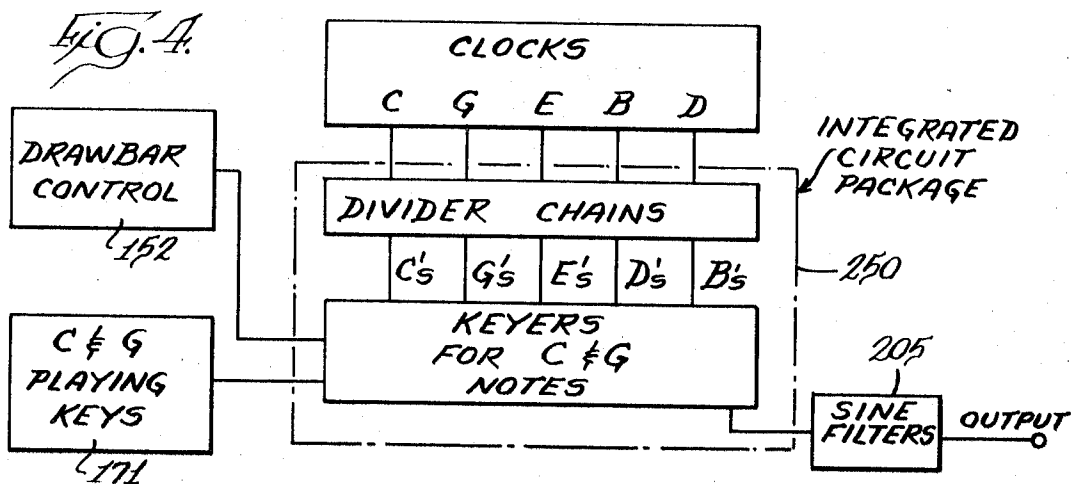 Fig. 4.
CLOCKS
C G E B D
DRAWBAR
CONTROL
152
INTEGRATED
CIRCUIT
PACKAGE
DIVIDER CHAINS
C's G's E's D's B's
250
KEYERS
FOR C & G
NOTES
C & G
PLAYING
KEYS
171
205
SINE
FILTERS
OUTPUT